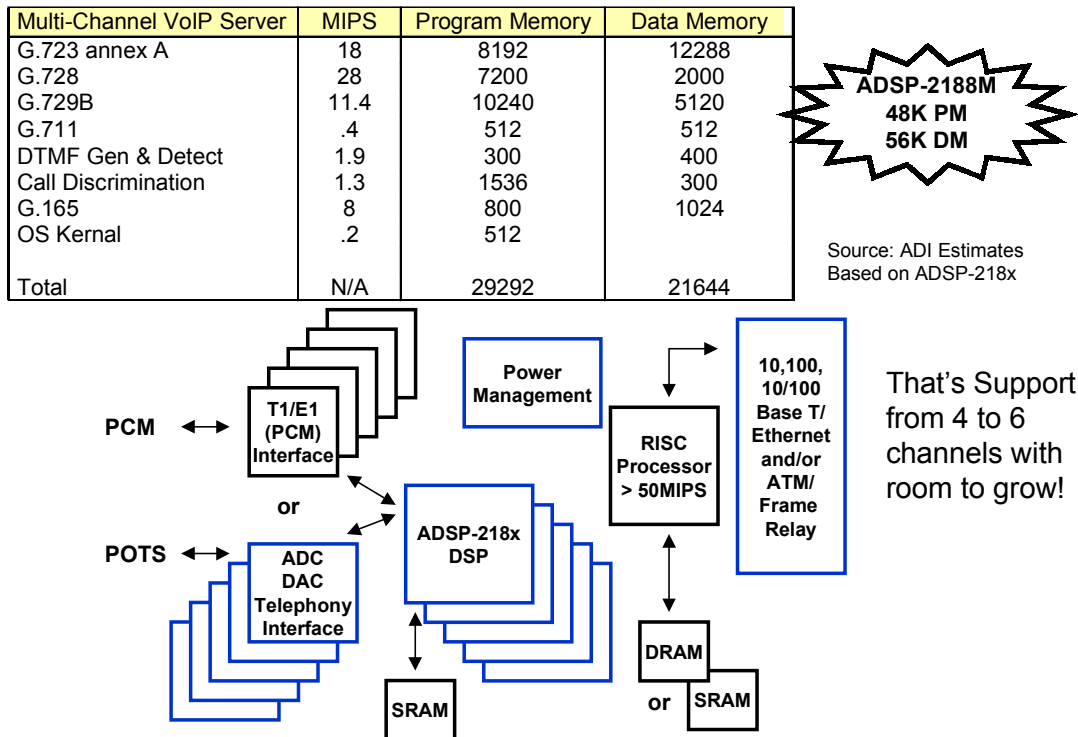 Multi-Channel VoIP Server MIPS Program Memory Data Memory
G.723 annex A 18 8192 12288
G.728 28 7200 2000
G.729B 11.4 10240 5120
G.711 .4 512 512
DTMF Gen & Detect 1.9 300 400
Call Discrimination 1.3 1536 300
G.165 8 800 1024
OS Kernal .2 512
Total N/A 29292 21644
ADSP-2188M
48K PM
56K DM
Source: ADI Estimates
Based on ADSP-218x
PCM
T1/E1
(PCM)
Interface
or
POTS
ADC
DAC
Telephony
Interface
ADSP-218x
DSP
SRAM
Power
Management
RISC
Processor
> 50MIPS
DRAM
or
SRAM
10,100,
10/100
Base T/
Ethernet
and/or
ATM/
Frame
Relay
That's Support
from 4 to 6
channels with
room to grow!